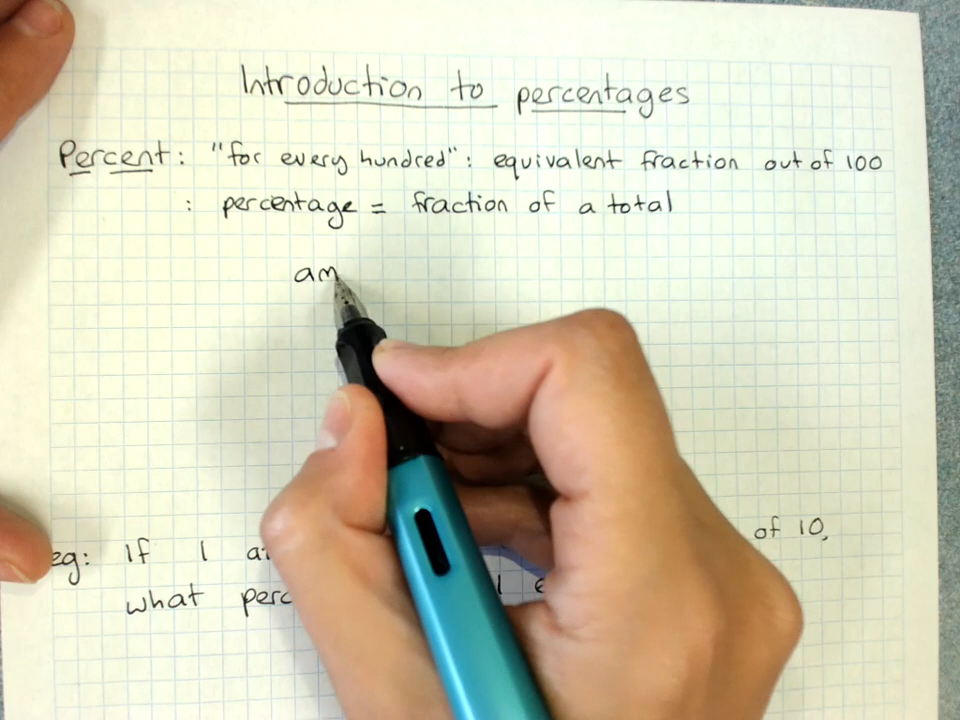 Introduction to percentages
Percent: "for every hundred": equivalent fraction out of 100
: percentage = fraction of a total
am
eg: If I of 10,
what